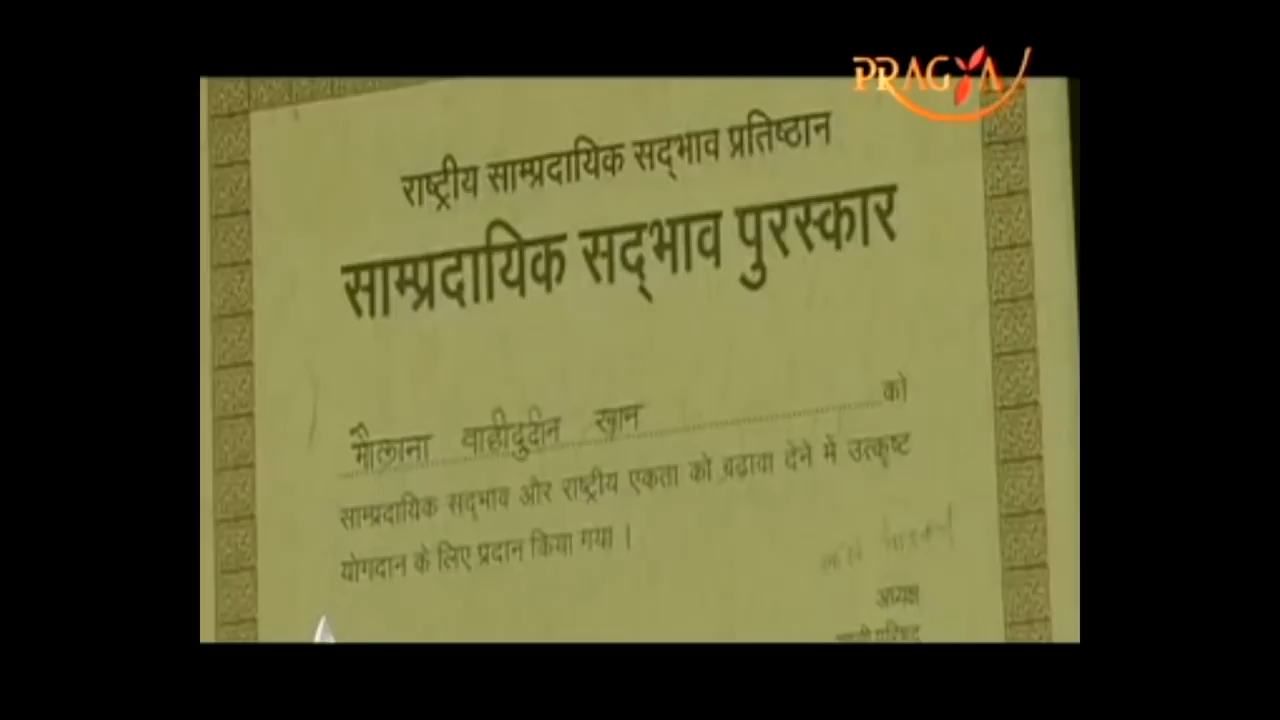 PRAGYA
राष्ट्रीय साम्प्रदायिक सद्‌भाव प्रतिष्ठान
साम्प्रदायिक सद्‌भाव पुरस्कार
मौलाना वाहीदुद्दीन खान को
साम्प्रदायिक सद्‌भाव और राष्ट्रीय एकता को बढ़ावा देने में उत्कृष्ट
योगदान के लिए प्रदान किया गया ।
अध्यक्ष